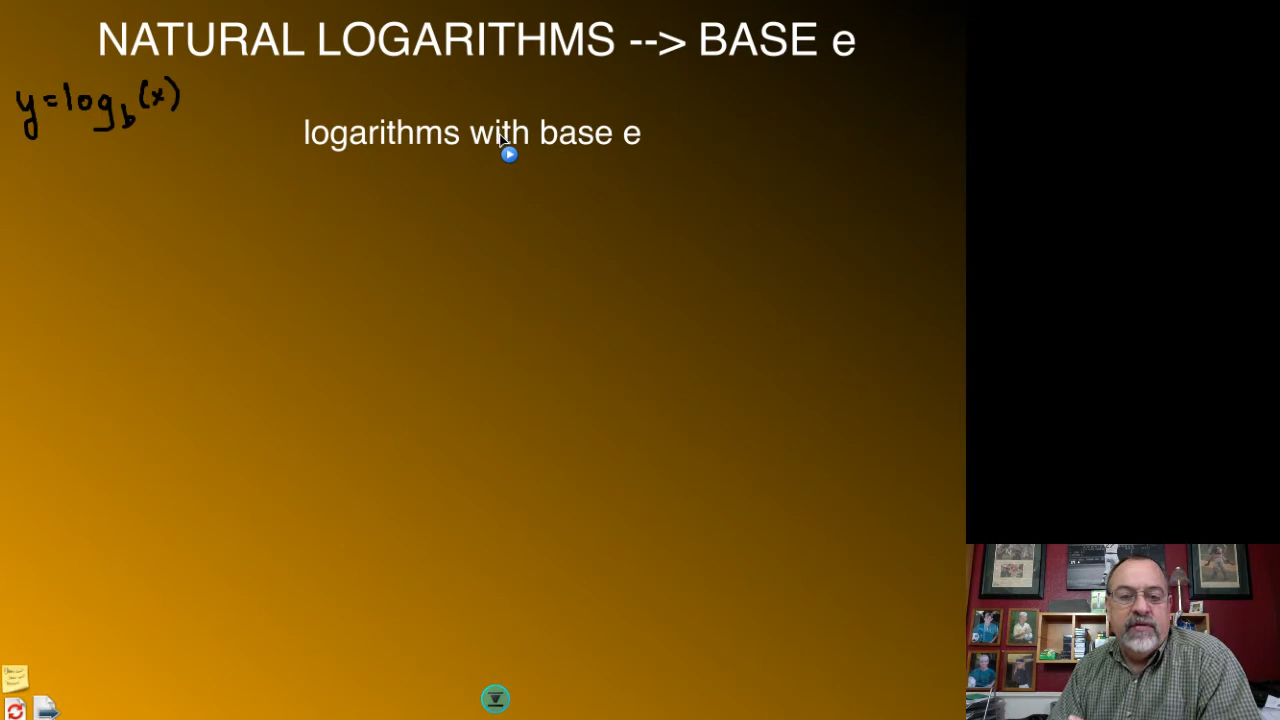 NATURAL LOGARITHMS --> BASE e
y=log_b(x)
logarithms with base e